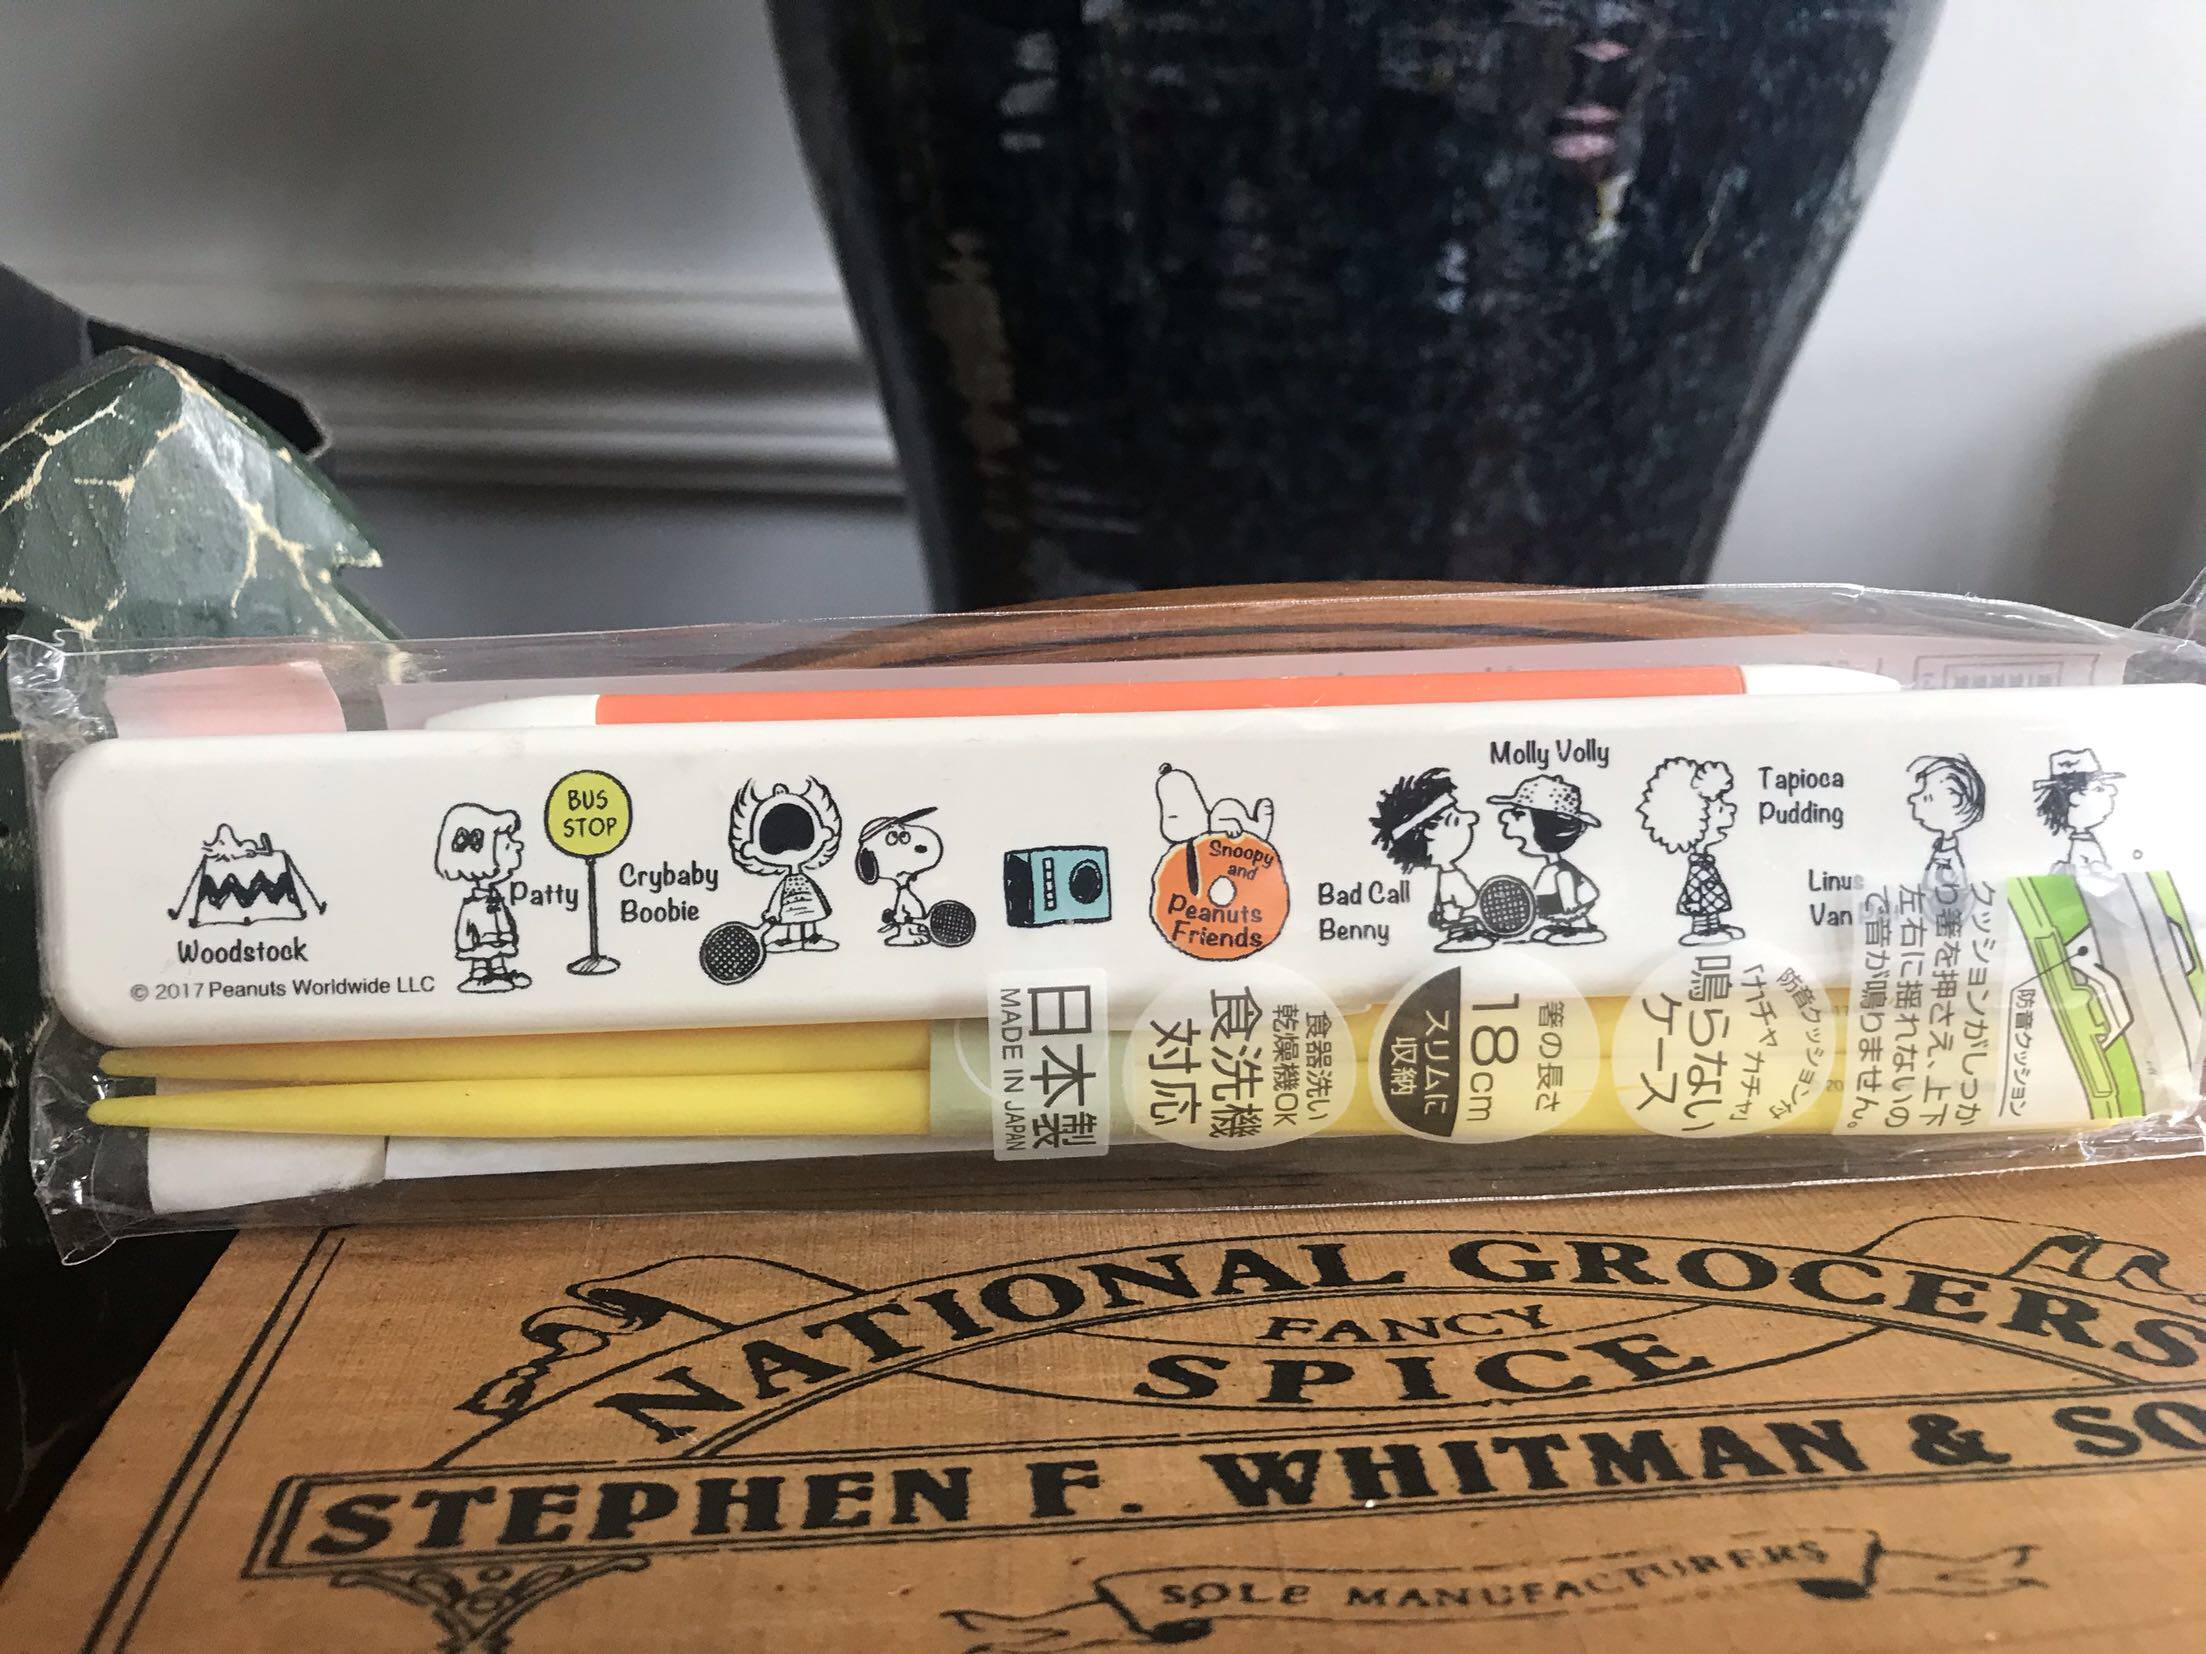 BUS
STOP
Woodstock
Patty
Crybaby
Boobie
Snoopy
and
Peanuts
Friends
Bad Call
Benny
Molly Volly
Tapioca
Pudding
Linus
Van
© 2017 Peanuts Worldwide LLC
日本製
MADE IN JAPAN
食器洗い
乾燥機OK
食洗機
対応
箸の長さ
18cm
スリムに
収納
防音クッション付
「カチャカチャ」
鳴らない
ケース
クッションがしっか
り箸を押さえ、上下
左右に揺れないの
で音が鳴りません。
防音クッション
NATIONAL GROCERS
FANCY
SPICE
STEPHEN F. WHITMAN & SO
SOLE MANUFACTURERS